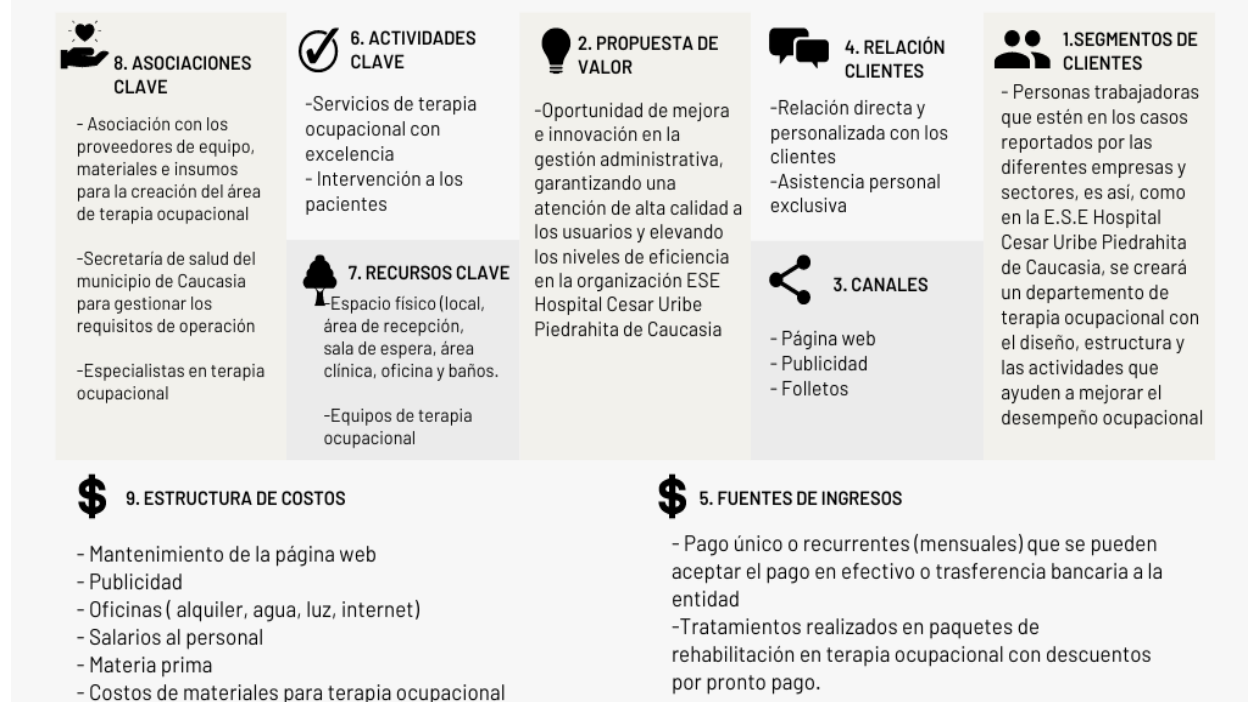 8. ASOCIACIONES
CLAVE
- Asociación con los
proveedores de equipo,
materiales e insumos
para la creación del área
de terapia ocupacional
-Secretaría de salud del
municipio de Caucasia
para gestionar los
requisitos de operación
-Especialistas en terapia
ocupacional
6. ACTIVIDADES
CLAVE
-Servicios de terapia
ocupacional con
excelencia
- Intervención a los
pacientes
7. RECURSOS CLAVE
-Espacio físico (local,
área de recepción,
sala de espera, área
clínica, oficina y baños.
-Equipos de terapia
ocupacional
2. PROPUESTA DE
VALOR
-Oportunidad de mejora
e innovación en la
gestión administrativa,
garantizando una
atención de alta calidad a
los usuarios y elevando
los niveles de eficiencia
en la organización ESE
Hospital Cesar Uribe
Piedrahita de Caucasia
4. RELACIÓN
CLIENTES
-Relación directa y
personalizada con los
clientes
-Asistencia personal
exclusiva
3. CANALES
- Página web
- Publicidad
- Folletos
1.SEGMENTOS DE
CLIENTES
- Personas trabajadoras
que estén en los casos
reportados por las
diferentes empresas y
sectores, es así, como
en la E.S.E Hospital
Cesar Uribe Piedrahita
de Caucasia, se creará
un departemento de
terapia ocupacional con
el diseño, estructura y
las actividades que
ayuden a mejorar el
desempeño ocupacional
9. ESTRUCTURA DE COSTOS
- Mantenimiento de la página web
- Publicidad
- Oficinas ( alquiler, agua, luz, internet)
- Salarios al personal
- Materia prima
- Costos de materiales para terapia ocupacional
5. FUENTES DE INGRESOS
- Pago único o recurrentes (mensuales) que se pueden
aceptar el pago en efectivo o trasferencia bancaria a la
entidad
-Tratamientos realizados en paquetes de
rehabilitación en terapia ocupacional con descuentos
por pronto pago.